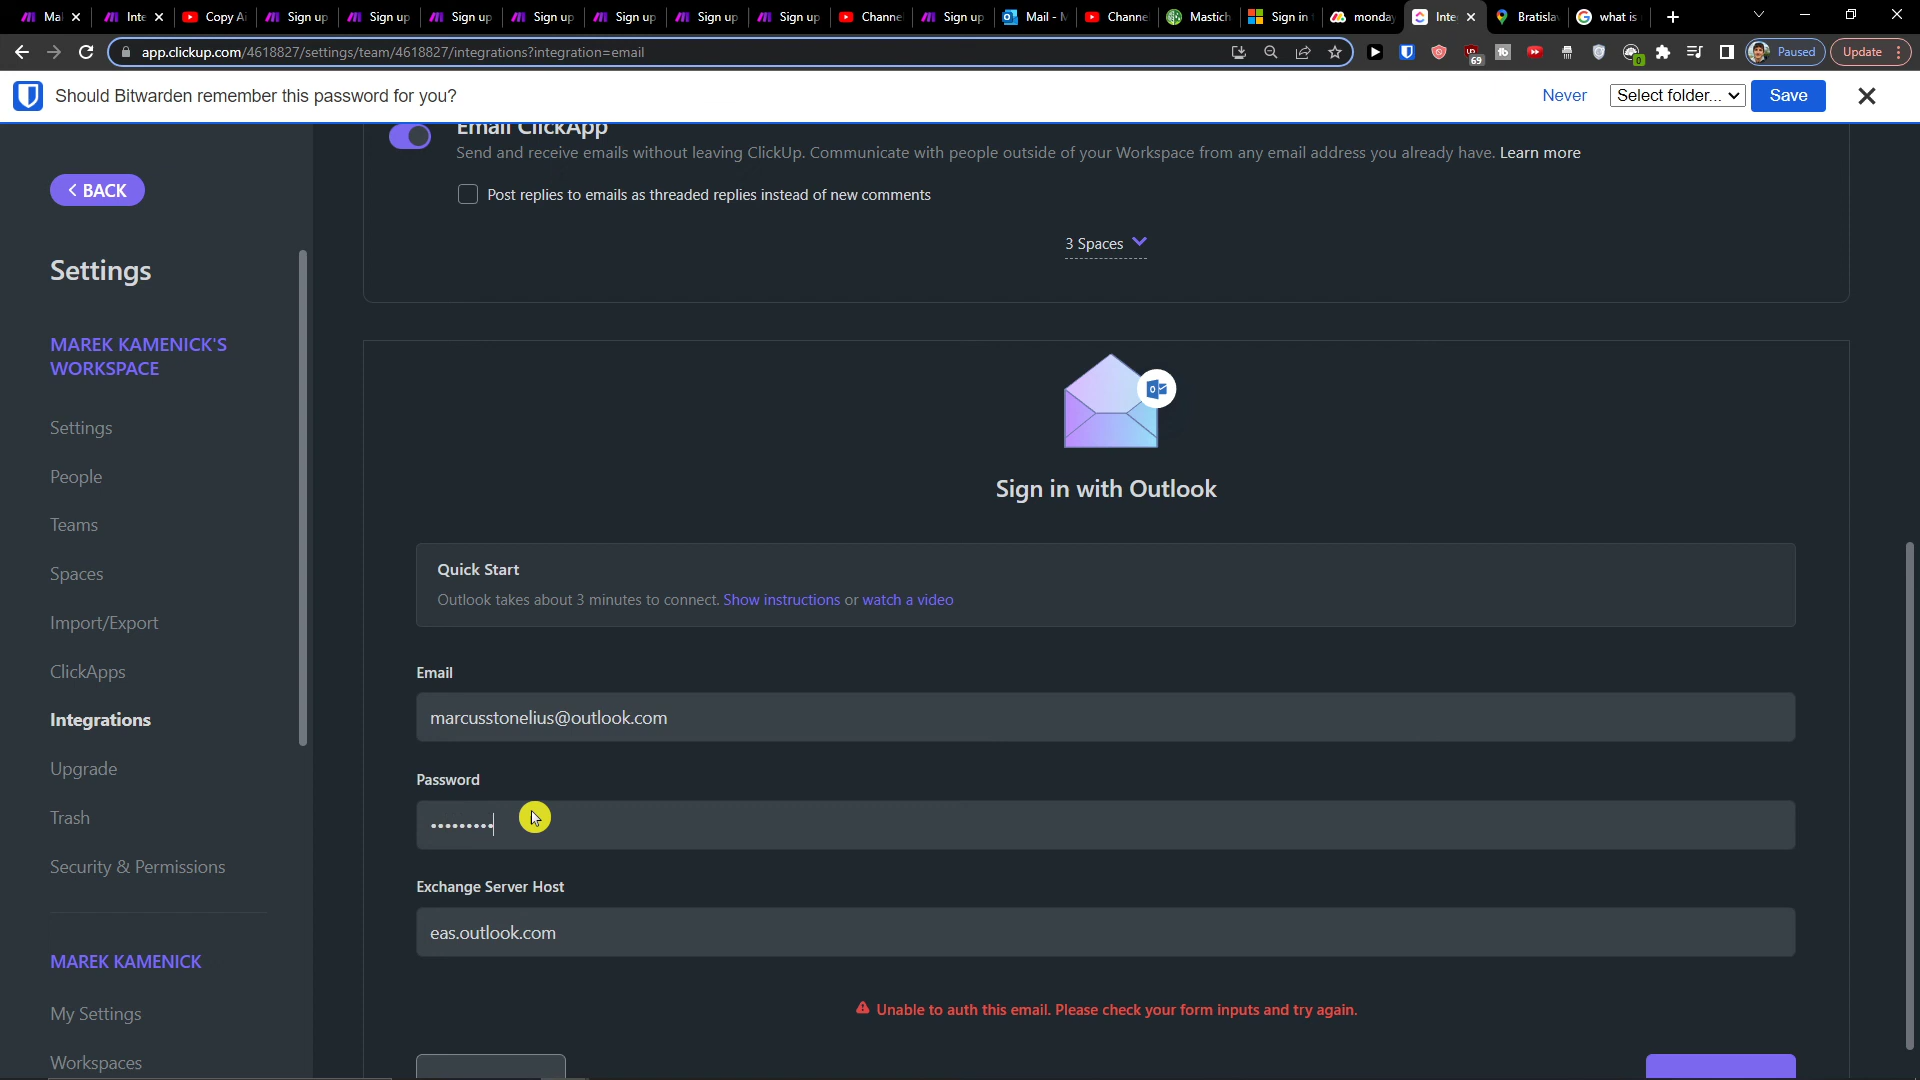 Mal
Inte
Copy Ai
Sign up
Sign up
Sign up
Sign up
Sign up
Sign up
Sign up
Channe
Sign up
Mail - M
Channe
Mastich
Sign in
monday
Inte
Bratislav
what is
app.clickup.com/4618827/settings/team/4618827/integrations?integration=email
69
0
Paused
Update
Should Bitwarden remember this password for you?
Never
Select folder...
Save
BACK
Settings
MAREK KAMENICK'S
WORKSPACE
Settings
People
Teams
Spaces
Import/Export
ClickApps
Integrations
Upgrade
Trash
Security & Permissions
MAREK KAMENICK
My Settings
Workspaces
Email ClickApp
Send and receive emails without leaving ClickUp. Communicate with people outside of your Workspace from any email address you already have. Learn more
Post replies to emails as threaded replies instead of new comments
3 Spaces
Sign in with Outlook
Quick Start
Outlook takes about 3 minutes to connect. Show instructions or watch a video
Email
marcusstonelius@outlook.com
Password
•••••••••
Exchange Server Host
eas.outlook.com
Unable to auth this email. Please check your form inputs and try again.